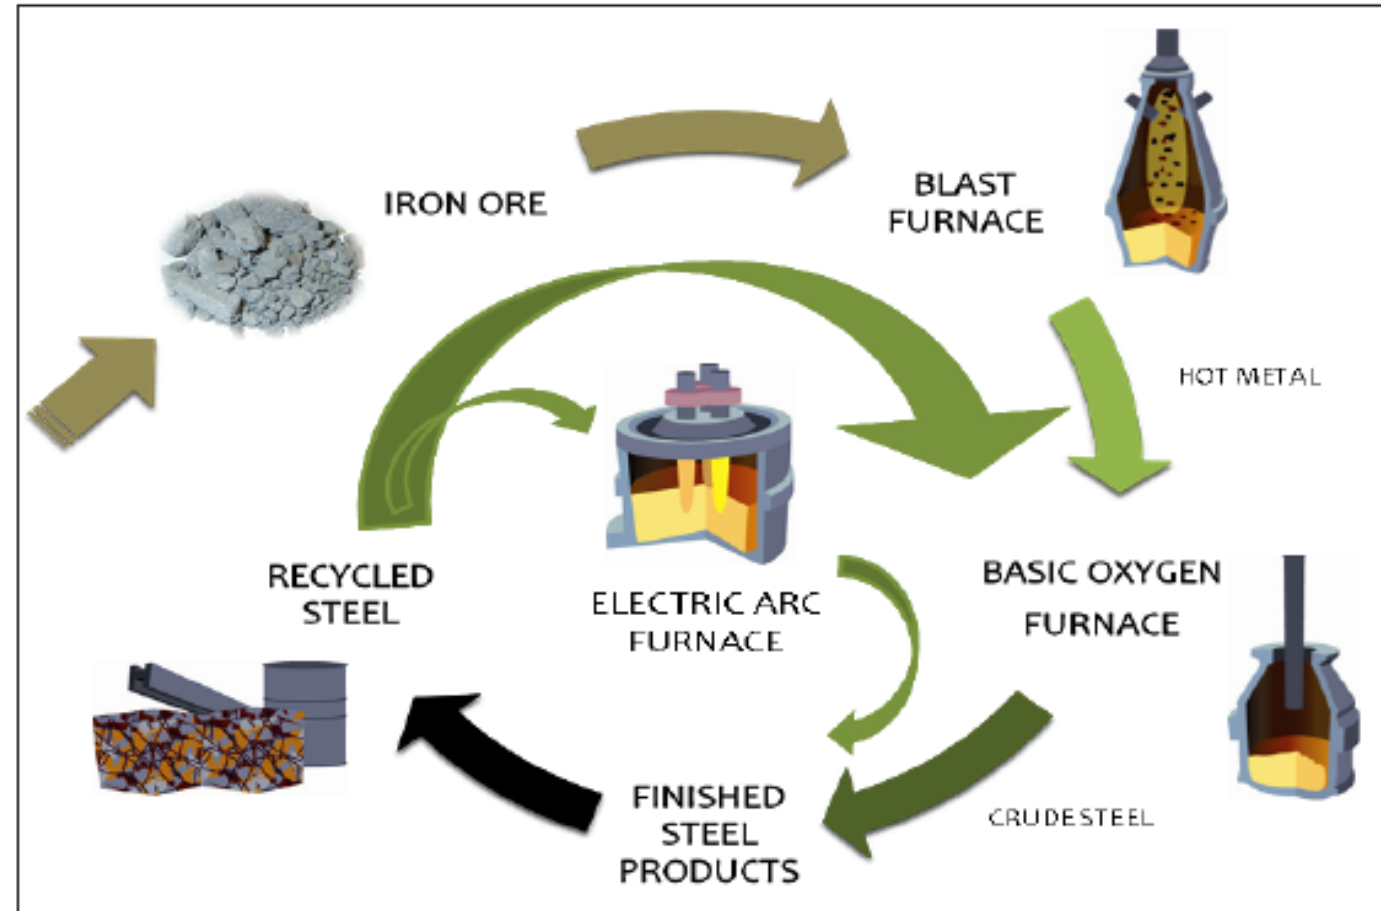 IRON ORE
BLAST
FURNACE
HOT METAL
RECYCLED
STEEL
ELECTRIC ARC
FURNACE
BASIC OXYGEN
FURNACE
FINISHED
STEEL
PRODUCTS
CRUDE STEEL